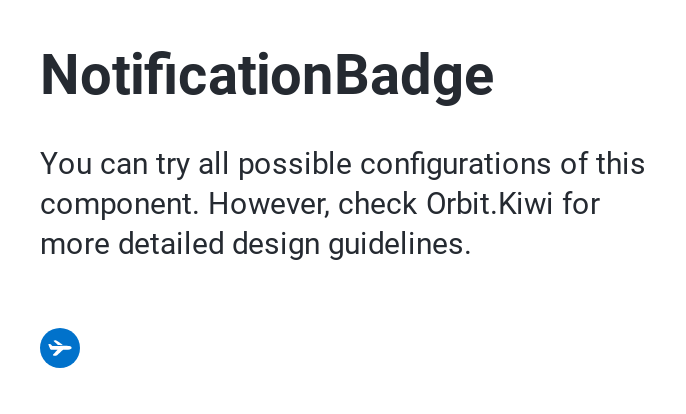 NotificationBadge
You can try all possible configurations of this
component. However, check Orbit.Kiwi for
more detailed design guidelines.